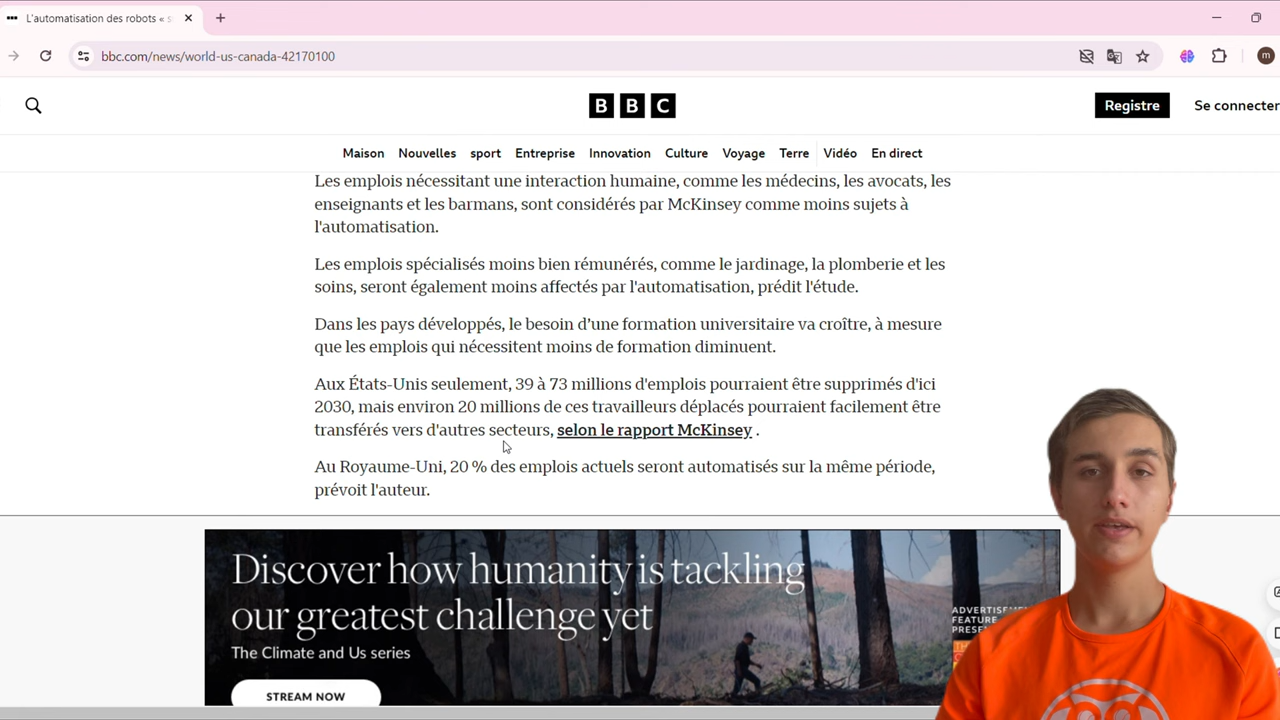 L'automatisation des robots « s
bbc.com/news/world-us-canada-42170100
m
BBC
Registre
Se connecter
Maison Nouvelles sport Entreprise Innovation Culture Voyage Terre Vidéo En direct
Les emplois nécessitant une interaction humaine, comme les médecins, les avocats, les
enseignants et les barmans, sont considérés par McKinsey comme moins sujets à
l'automatisation.
Les emplois spécialisés moins bien rémunérés, comme le jardinage, la plomberie et les
soins, seront également moins affectés par l'automatisation, prédit l'étude.
Dans les pays développés, le besoin d'une formation universitaire va croître, à mesure
que les emplois qui nécessitent moins de formation diminuent.
Aux États-Unis seulement, 39 à 73 millions d'emplois pourraient être supprimés d'ici
2030, mais environ 20 millions de ces travailleurs déplacés pourraient facilement être
transférés vers d'autres secteurs, selon le rapport McKinsey .
Au Royaume-Uni, 20 % des emplois actuels seront automatisés sur la même période,
prévoit l'auteur.
Discover how humanity is tackling
our greatest challenge yet
The Climate and Us series
STREAM NOW